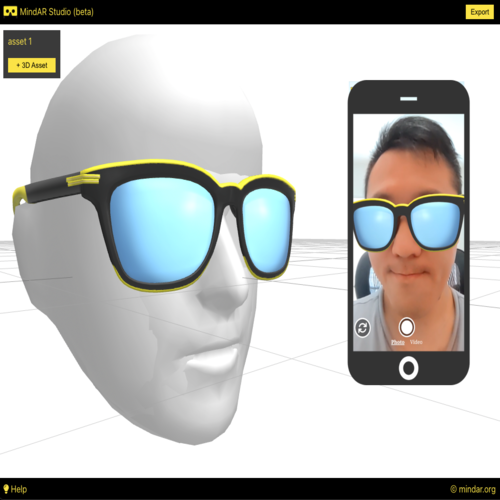 MindAR Studio (beta)
Export
asset 1
+ 3D Asset
Photo Video
Help
© mindar.org